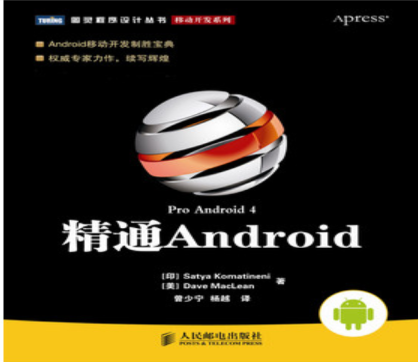 TURING 图灵程序设计丛书 移动开发系列
Apress®
Android移动开发制胜宝典
权威专家力作，续写辉煌
Pro Android 4
精通Android
[印] Satya Komatineni
[美] Dave MacLean 著
曾少宁 杨越 译
人民邮电出版社
POSTS & TELECOM PRESS